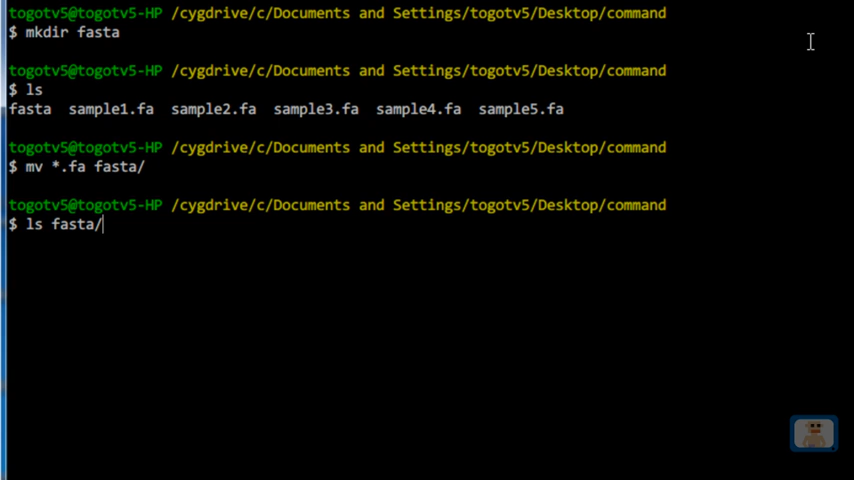 togotv5@togotv5-HP /cygdrive/c/Documents and Settings/togotv5/Desktop/command
$ mkdir fasta
togotv5@togotv5-HP /cygdrive/c/Documents and Settings/togotv5/Desktop/command
$ ls
fasta sample1.fa sample2.fa sample3.fa sample4.fa sample5.fa
togotv5@togotv5-HP /cygdrive/c/Documents and Settings/togotv5/Desktop/command
$ mv *.fa fasta/
togotv5@togotv5-HP /cygdrive/c/Documents and Settings/togotv5/Desktop/command
$ ls fasta/